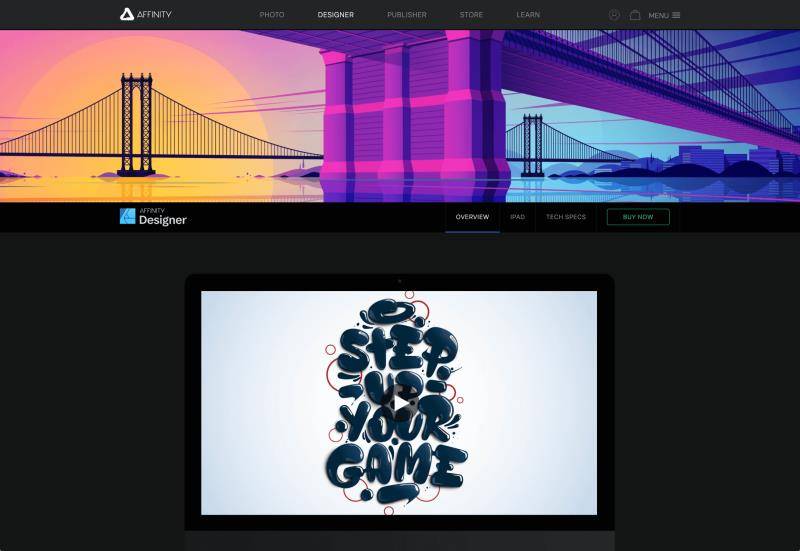 AFFINITY
PHOTO
DESIGNER
PUBLISHER
STORE
LEARN
MENU
AFFINITY
Designer
OVERVIEW
IPAD
TECH SPECS
BUY NOW
STEP
UP
YOUR
GAME